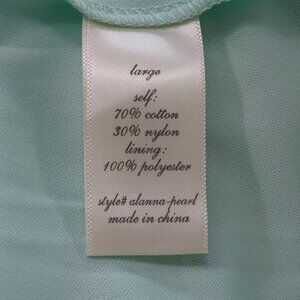 large
self:
70% cotton
30% nylon
lining:
100% polyester
style# alanna-pearl
made in china